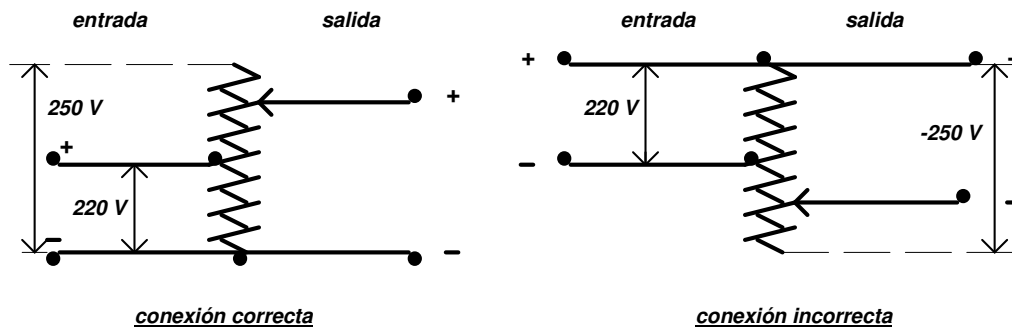 entrada salida
250 V
+
+
220 V
−
−
conexión correcta
entrada salida
+
-
220 V
-250 V
−
-
conexión incorrecta